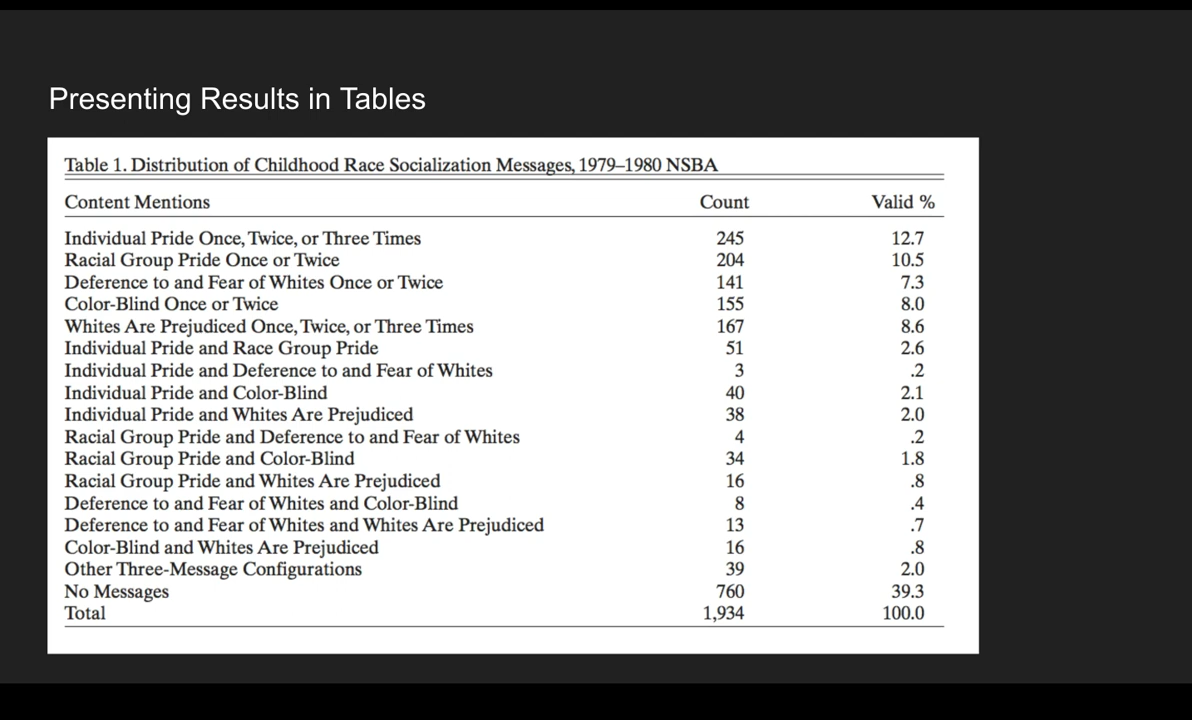 Presenting Results in Tables
Table 1. Distribution of Childhood Race Socialization Messages, 1979–1980 NSBA
Content Mentions Count Valid %
Individual Pride Once, Twice, or Three Times 245 12.7
Racial Group Pride Once or Twice 204 10.5
Deference to and Fear of Whites Once or Twice 141 7.3
Color-Blind Once or Twice 155 8.0
Whites Are Prejudiced Once, Twice, or Three Times 167 8.6
Individual Pride and Race Group Pride 51 2.6
Individual Pride and Deference to and Fear of Whites 3 .2
Individual Pride and Color-Blind 40 2.1
Individual Pride and Whites Are Prejudiced 38 2.0
Racial Group Pride and Deference to and Fear of Whites 4 .2
Racial Group Pride and Color-Blind 34 1.8
Racial Group Pride and Whites Are Prejudiced 16 .8
Deference to and Fear of Whites and Color-Blind 8 .4
Deference to and Fear of Whites and Whites Are Prejudiced 13 .7
Color-Blind and Whites Are Prejudiced 16 .8
Other Three-Message Configurations 39 2.0
No Messages 760 39.3
Total 1,934 100.0